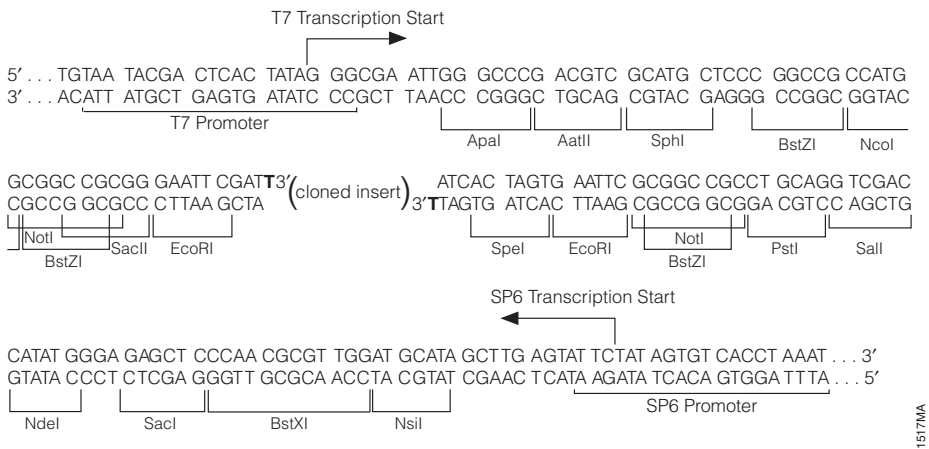 T7 Transcription Start
5′ . . . TGTAA TACGA CTCAC TATAG GGCGA ATTGG GCCCG ACGTC GCATG CTCCC GGCCG CCATG
3′ . . . ACATT ATGCT GAGTG ATATC CCGCT TAACC CGGGC TGCAG CGTAC GAGGG CCGGC GGTAC
T7 Promoter
ApaI AatII SphI BstZI NcoI
GCGGC CGCGG GAATT CGATT3′ (cloned insert) ATCAC TAGTG AATTC GCGGC CGCCT GCAGG TCGAC
CGCCG GCGCC CTTAA GCTA 3′TTAGTG ATCAC TTAAG CGCCG GCGGA CGTCC AGCTG
NotI SacII EcoRI SpeI EcoRI NotI PstI SalI
BstZI BstZI
SP6 Transcription Start
CATAT GGGA GAGCT CCCAA CGCGT TGGAT GCATA GCTTG AGTAT TCTAT AGTGT CACCT AAAT . . . 3′
GTATA CCCT CTCGA GGGTT GCGCA ACCTA CGTAT CGAAC TCATA AGATA TCACA GTGGA TTTA . . . 5′
NdeI SacI BstXI NsiI SP6 Promoter
1517MA